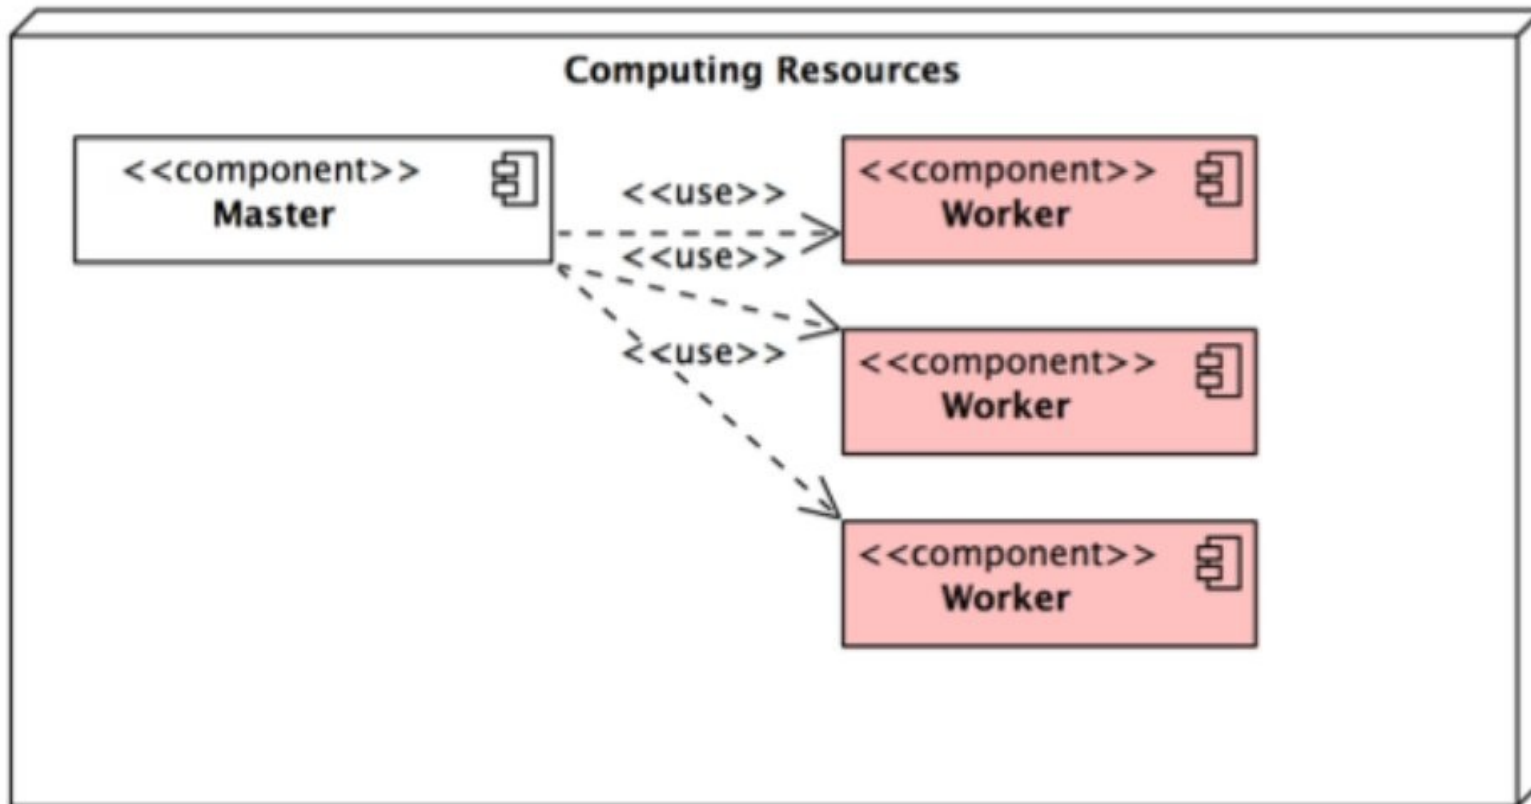 Computing Resources
<<component>>
Master
<<use>>
<<use>>
<<use>>
<<component>>
Worker
<<component>>
Worker
<<component>>
Worker